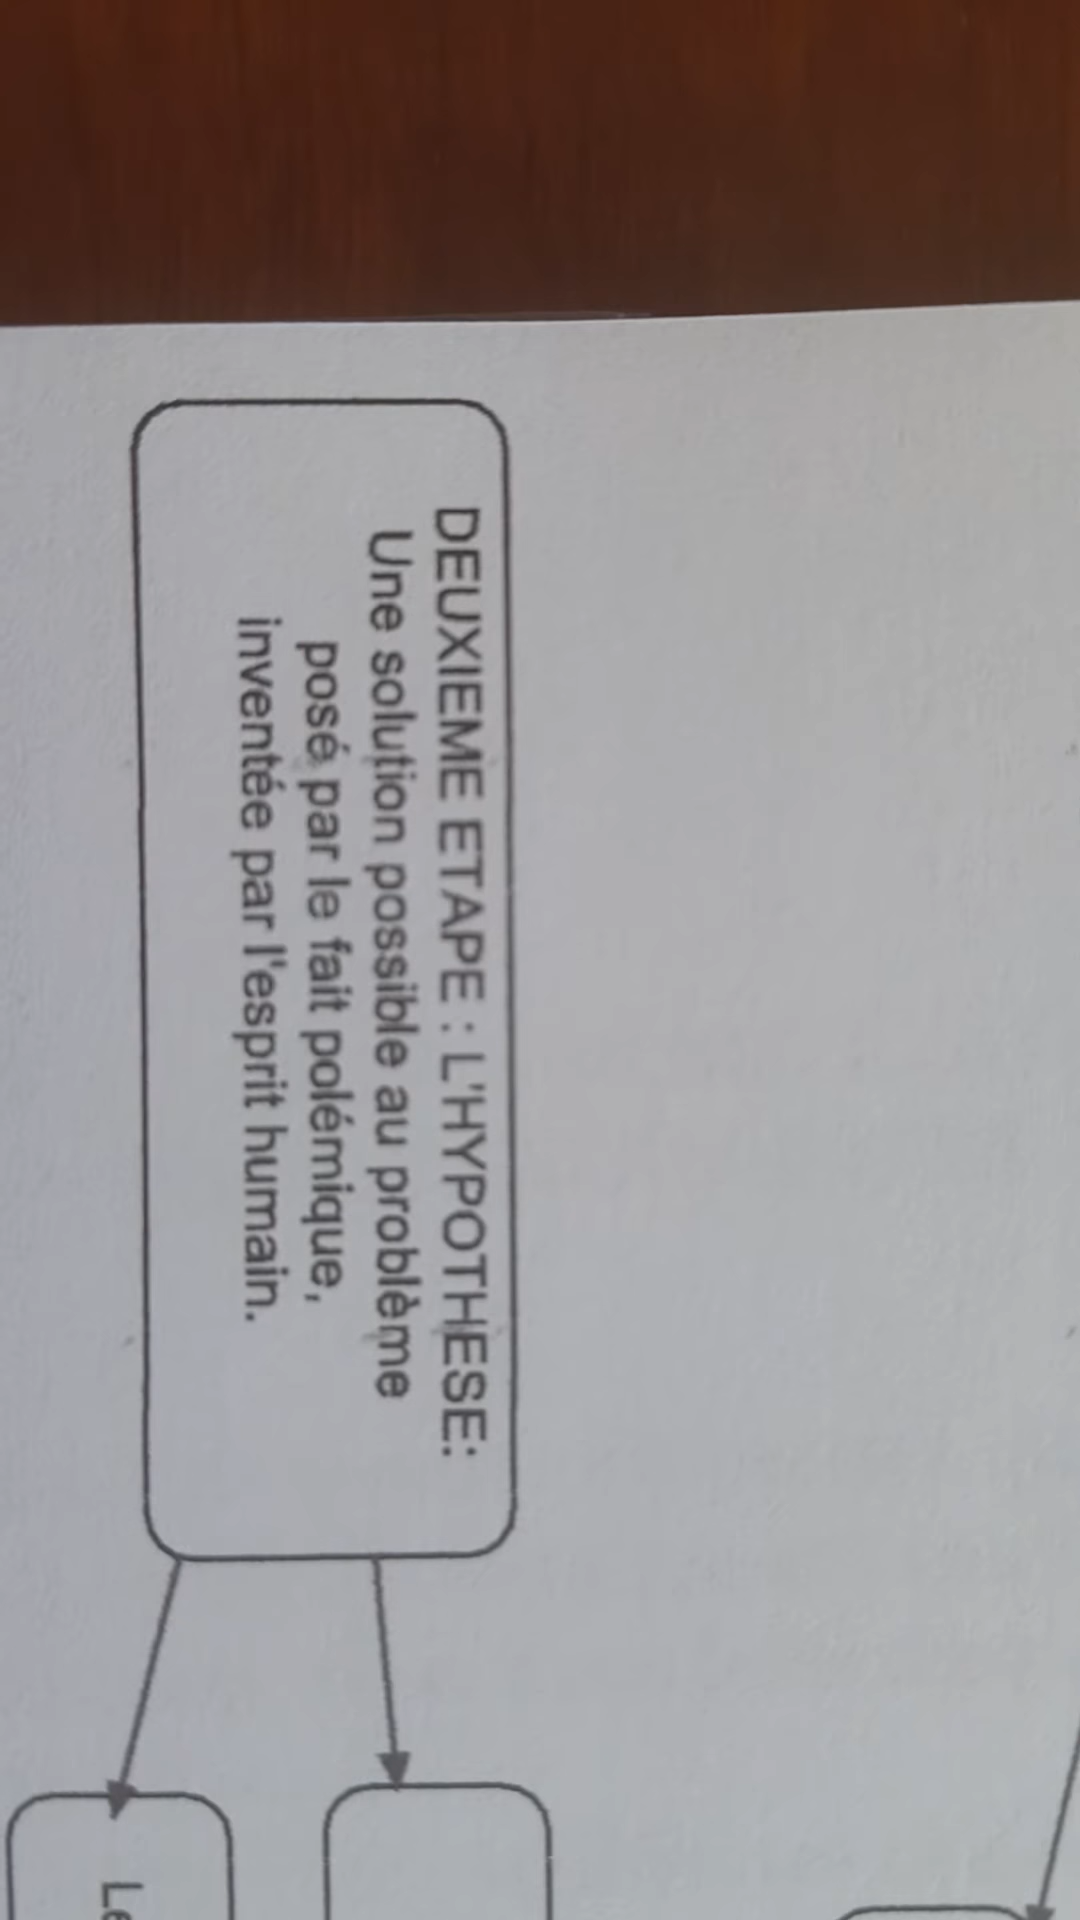 DEUXIEME ETAPE : L'HYPOTHESE:
Une solution possible au problème
posé par le fait polémique,
inventée par l'esprit humain.